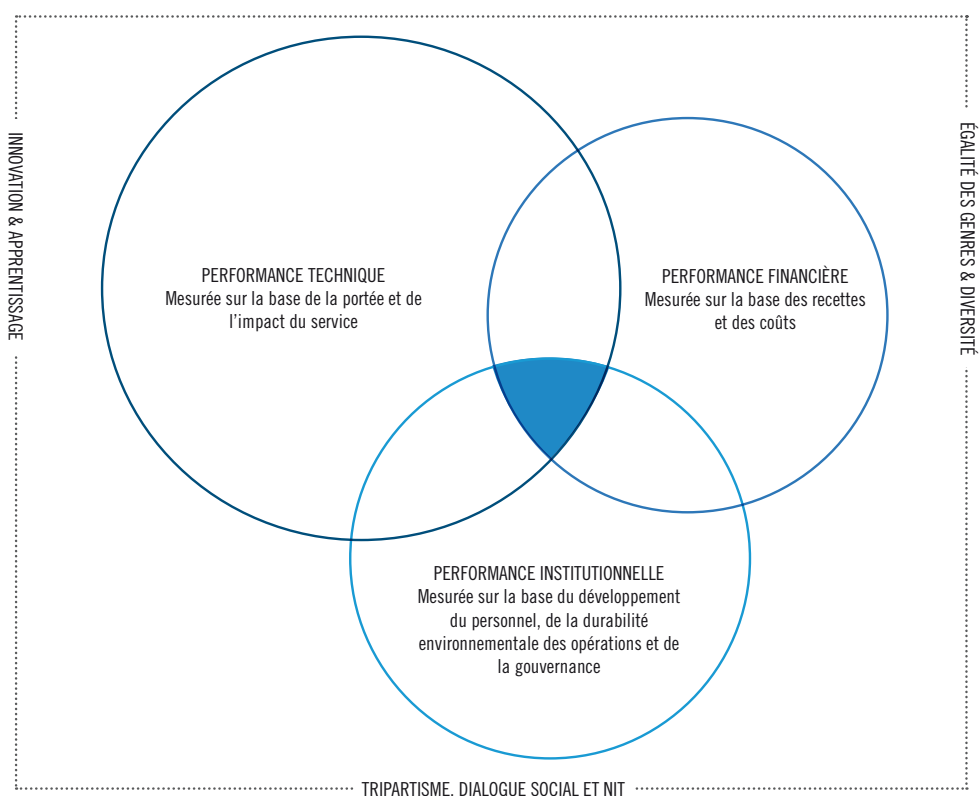 INNOVATION & APPRENTISSAGE
ÉGALITÉ DES GENRES & DIVERSITÉ
PERFORMANCE TECHNIQUE
Mesurée sur la base de la portée et de
l’impact du service
PERFORMANCE FINANCIÈRE
Mesurée sur la base des recettes
et des coûts
PERFORMANCE INSTITUTIONNELLE
Mesurée sur la base du développement
du personnel, de la durabilité
environnementale des opérations et de
la gouvernance
TRIPARTISME, DIALOGUE SOCIAL ET NIT